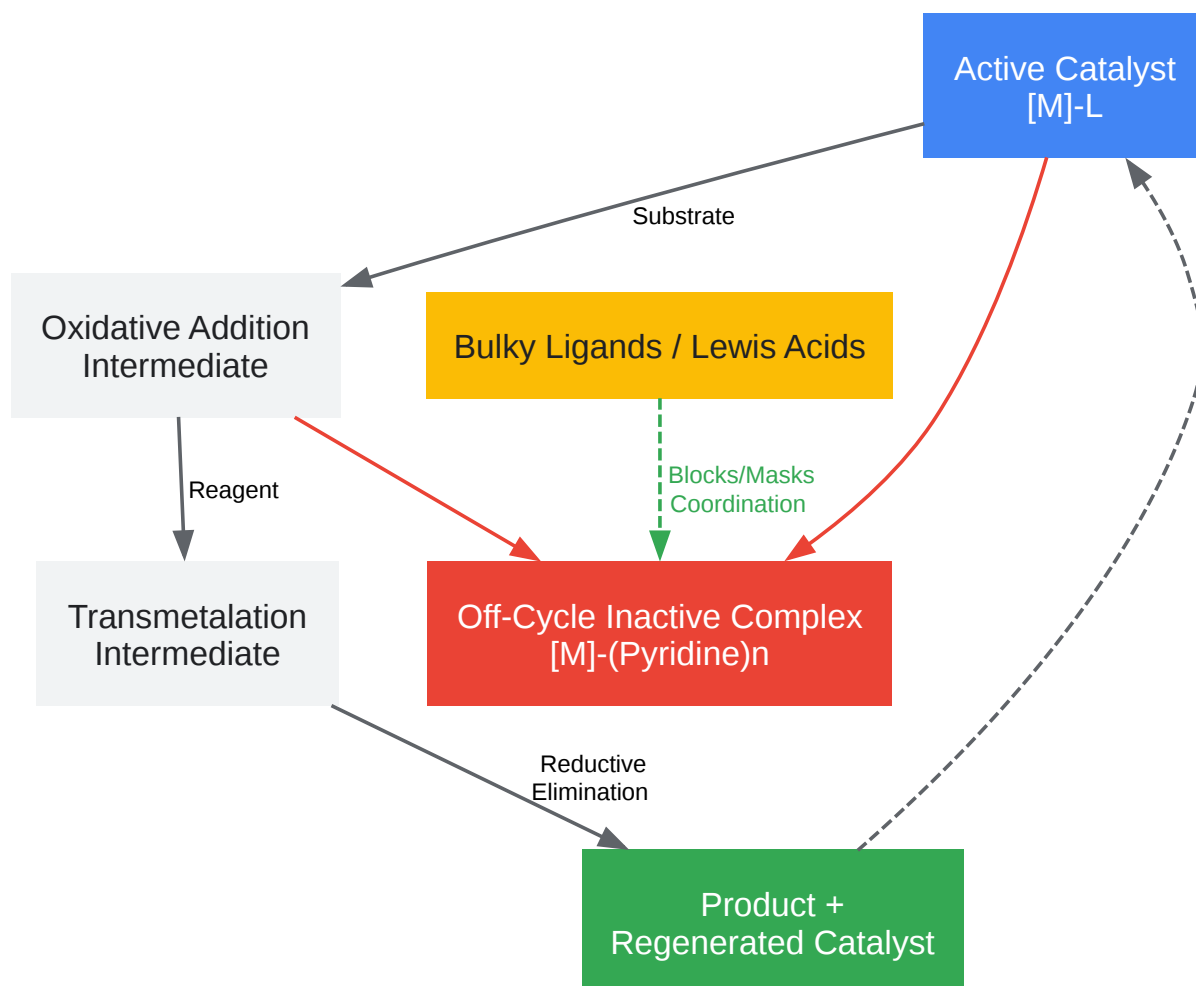 Active Catalyst
[M]-L
Substrate
Oxidative Addition
Intermediate
Bulky Ligands / Lewis Acids
Reagent
Blocks/Masks
Coordination
Transmetalation
Intermediate
Off-Cycle Inactive Complex
[M]-(Pyridine)n
Reductive
Elimination
Product +
Regenerated Catalyst